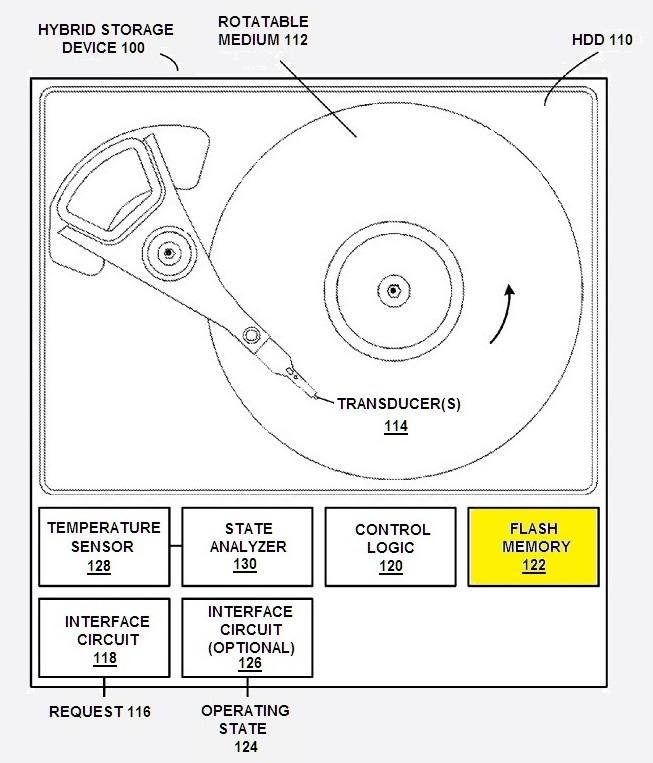 HYBRID STORAGE
DEVICE 100
ROTATABLE
MEDIUM 112
HDD 110
TRANSDUCER(S)
114
TEMPERATURE
SENSOR
128
STATE
ANALYZER
130
CONTROL
LOGIC
120
FLASH
MEMORY
122
INTERFACE
CIRCUIT
118
INTERFACE
CIRCUIT
(OPTIONAL)
126
REQUEST 116
OPERATING
STATE
124